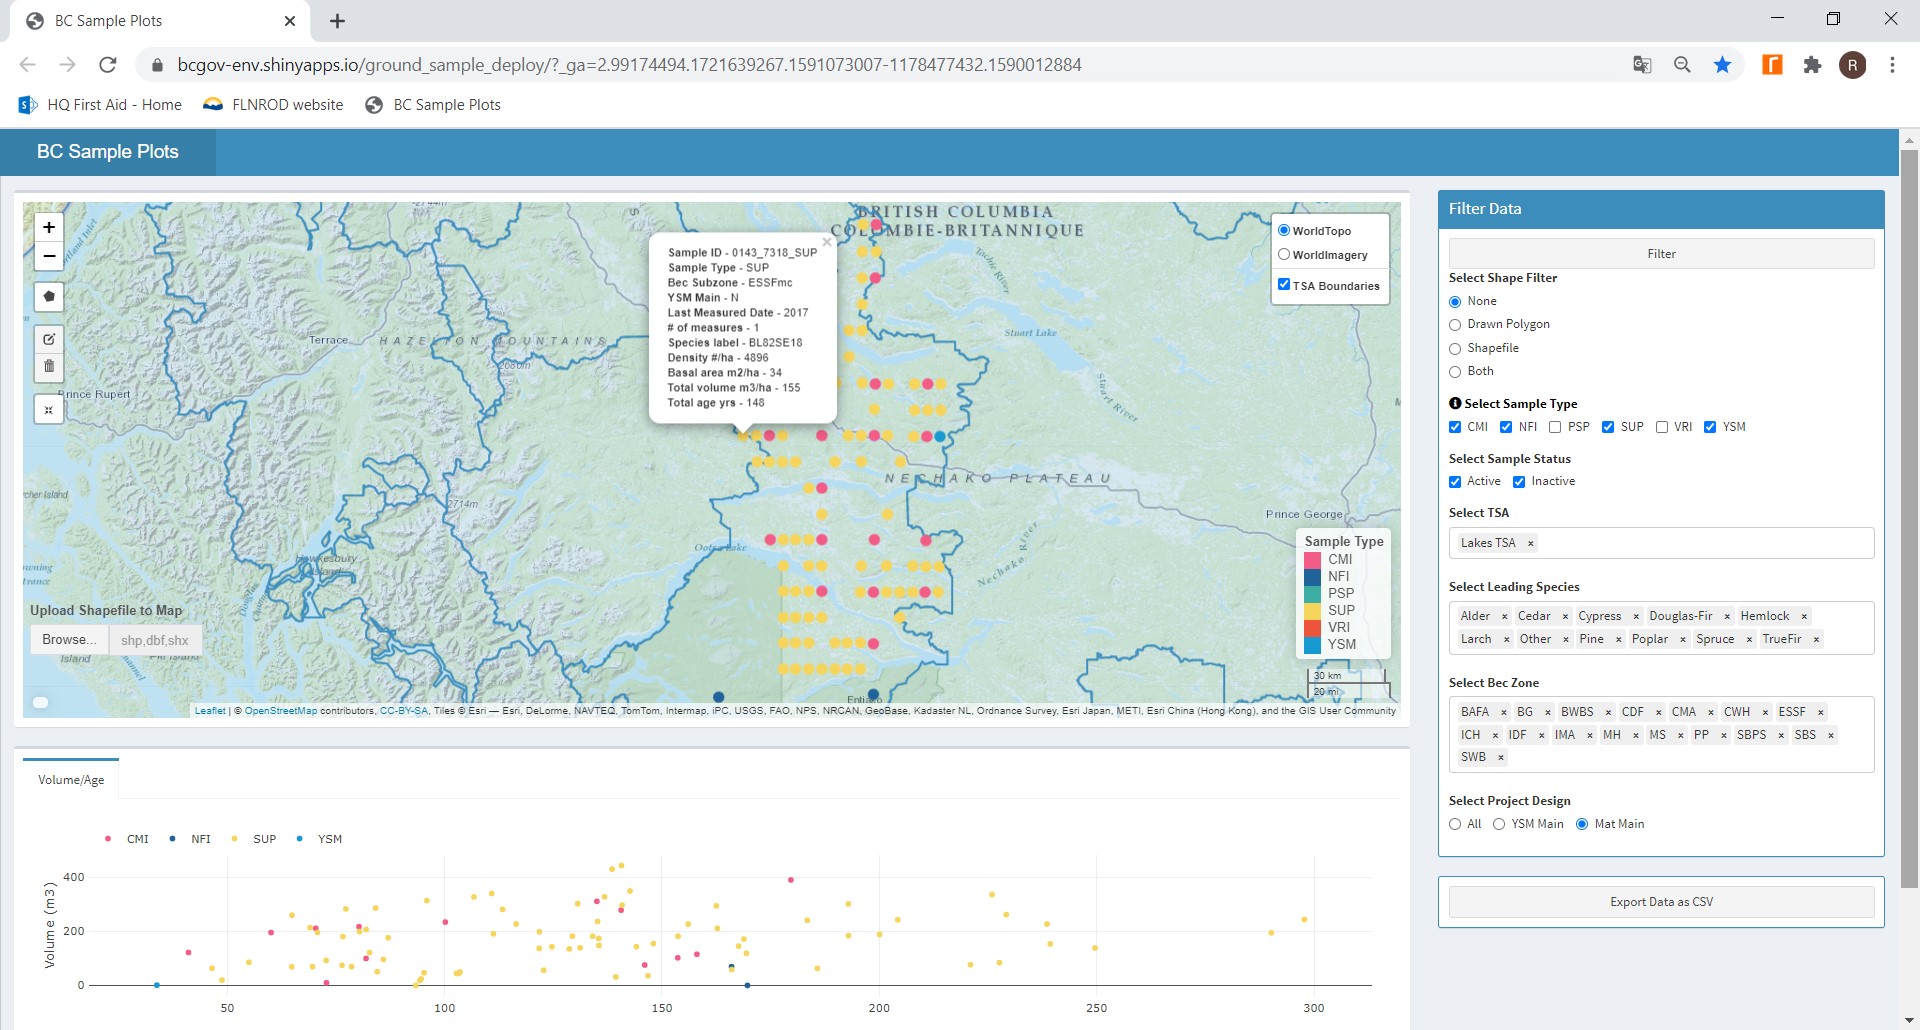 BC Sample Plots
bcgov-env.shinyapps.io/ground_sample_deploy/?_ga=2.99174494.1721639267.1591073007-1178477432.1590012884
R
HQ First Aid - Home
FLNROD website
BC Sample Plots
BC Sample Plots
+
−
BRITISH COLUMBIA
COLOMBIE-BRITANNIQUE
Sample ID - 0143_7318_SUP
Sample Type - SUP
Bec Subzone - ESSFmc
YSM Main - N
Last Measured Date - 2017
# of measures - 1
Species label - BL82SE18
Density #/ha - 4896
Basal area m2/ha - 34
Total volume m3/ha - 155
Total age yrs - 148
×
WorldTopo
WorldImagery
TSA Boundaries
Tachie River
Stuart Lake
Stuart River
Terrace
HAZELTON MOUNTAINS
2080m
Prince Rupert
NECHAKO PLATEAU
2714m
Prince George
Ootsa Lake
Nechako River
Hawkesbury
Island
Sample Type
CMI
NFI
PSP
SUP
VRI
YSM
Upload Shapefile to Map
Browse...
shp,dbf,shx
Island
30 km
20 mi
Leaflet | © OpenStreetMap contributors, CC-BY-SA, Tiles © Esri — Esri, DeLorme, NAVTEQ, TomTom, Intermap, iPC, USGS, FAO, NPS, NRCAN, GeoBase, Kadaster NL, Ordnance Survey, Esri Japan, METI, Esri China (Hong Kong), and the GIS User Community
Volume/Age
CMI NFI SUP YSM
Volume (m3)
400
200
0
50 100 150 200 250 300
Filter Data
Filter
Select Shape Filter
None
Drawn Polygon
Shapefile
Both
Select Sample Type
CMI NFI PSP SUP VRI YSM
Select Sample Status
Active Inactive
Select TSA
Lakes TSA ×
Select Leading Species
Alder × Cedar × Cypress × Douglas-Fir × Hemlock ×
Larch × Other × Pine × Poplar × Spruce × TrueFir ×
Select Bec Zone
BAFA × BG × BWBS × CDF × CMA × CWH × ESSF ×
ICH × IDF × IMA × MH × MS × PP × SBPS × SBS ×
SWB ×
Select Project Design
All YSM Main Mat Main
Export Data as CSV